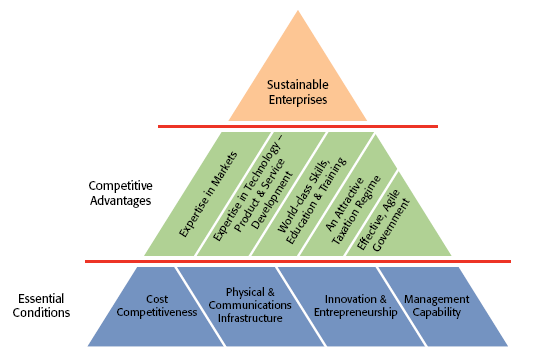 Sustainable
Enterprises
Competitive
Advantages
Expertise in Markets
Expertise in Technology –
Product & Service
Development
World-class Skills,
Education & Training
An Attractive
Taxation Regime
Effective, Agile
Government
Essential
Conditions
Cost
Competitiveness
Physical &
Communications
Infrastructure
Innovation &
Entrepreneurship
Management
Capability